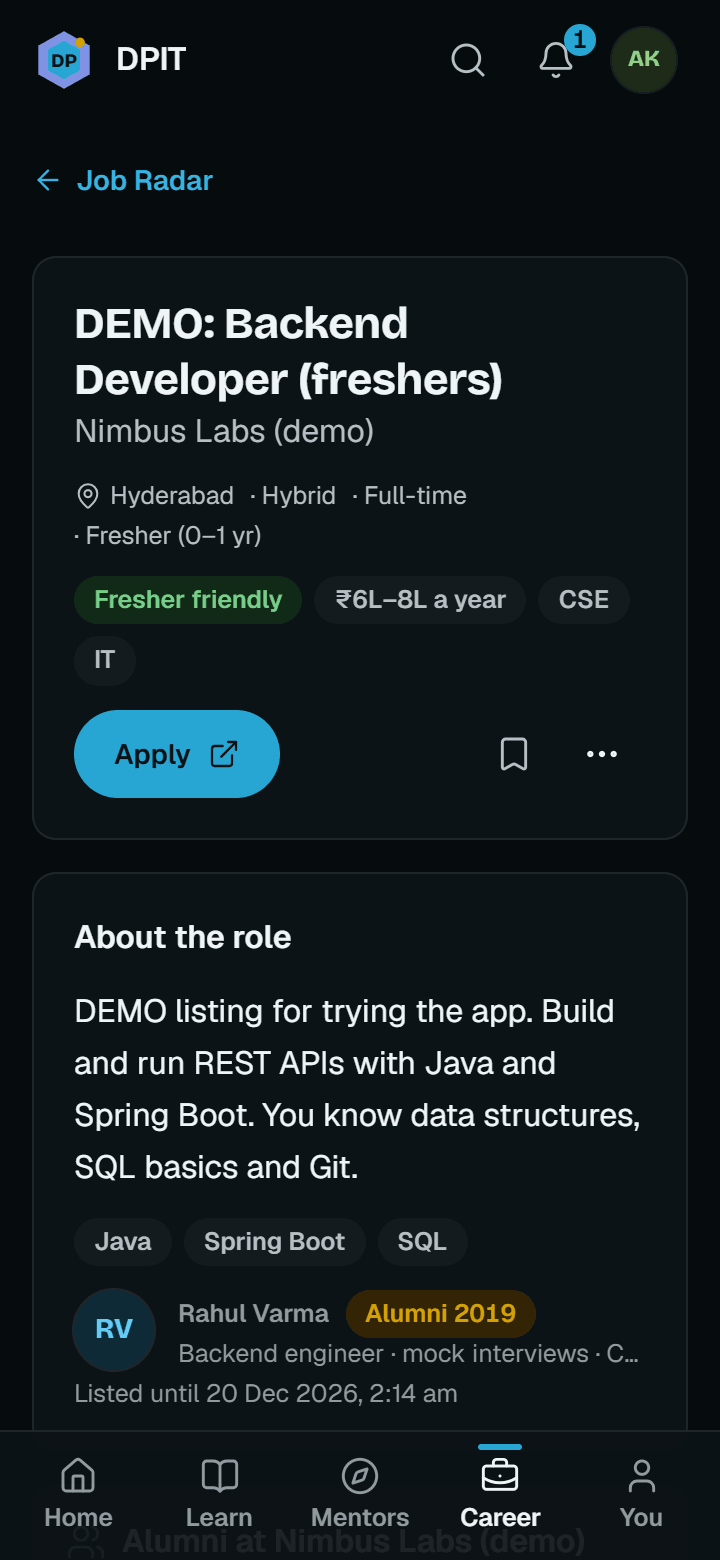 DP DPIT 1 AK
Job Radar
DEMO: Backend
Developer (freshers)
Nimbus Labs (demo)
Hyderabad · Hybrid · Full-time
· Fresher (0–1 yr)
Fresher friendly ₹6L–8L a year CSE
IT
Apply
About the role
DEMO listing for trying the app. Build
and run REST APIs with Java and
Spring Boot. You know data structures,
SQL basics and Git.
Java Spring Boot SQL
RV Rahul Varma Alumni 2019
Backend engineer · mock interviews · C...
Listed until 20 Dec 2026, 2:14 am
Home Learn Mentors Career You
Alumni at Nimbus Labs (demo)